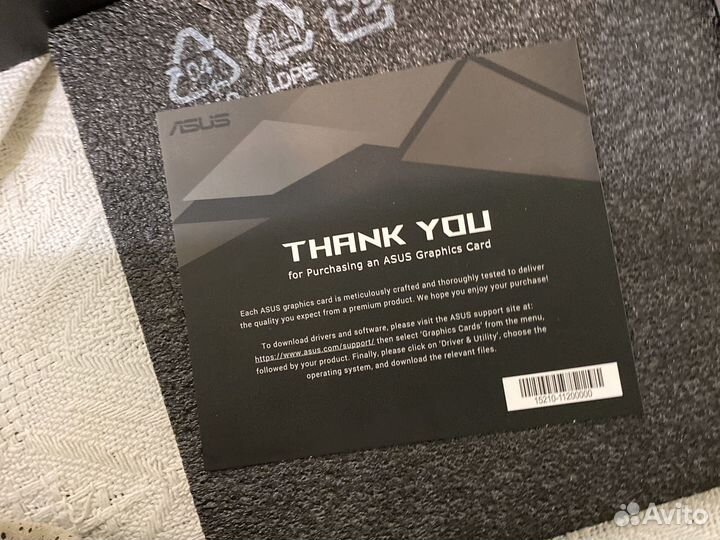 04
LDPE
ASUS
THANK YOU
for Purchasing an ASUS Graphics Card
Each ASUS graphics card is meticulously crafted and thoroughly tested to deliver
the quality you expect from a premium product. We hope you enjoy your purchase!
To download drivers and software, please visit the ASUS support site at:
https://www.asus.com/support/ then select 'Graphics Cards' from the menu,
followed by your product. Finally, please click on 'Driver & Utility', choose the
operating system, and download the relevant files.
15210-11200000
Avito